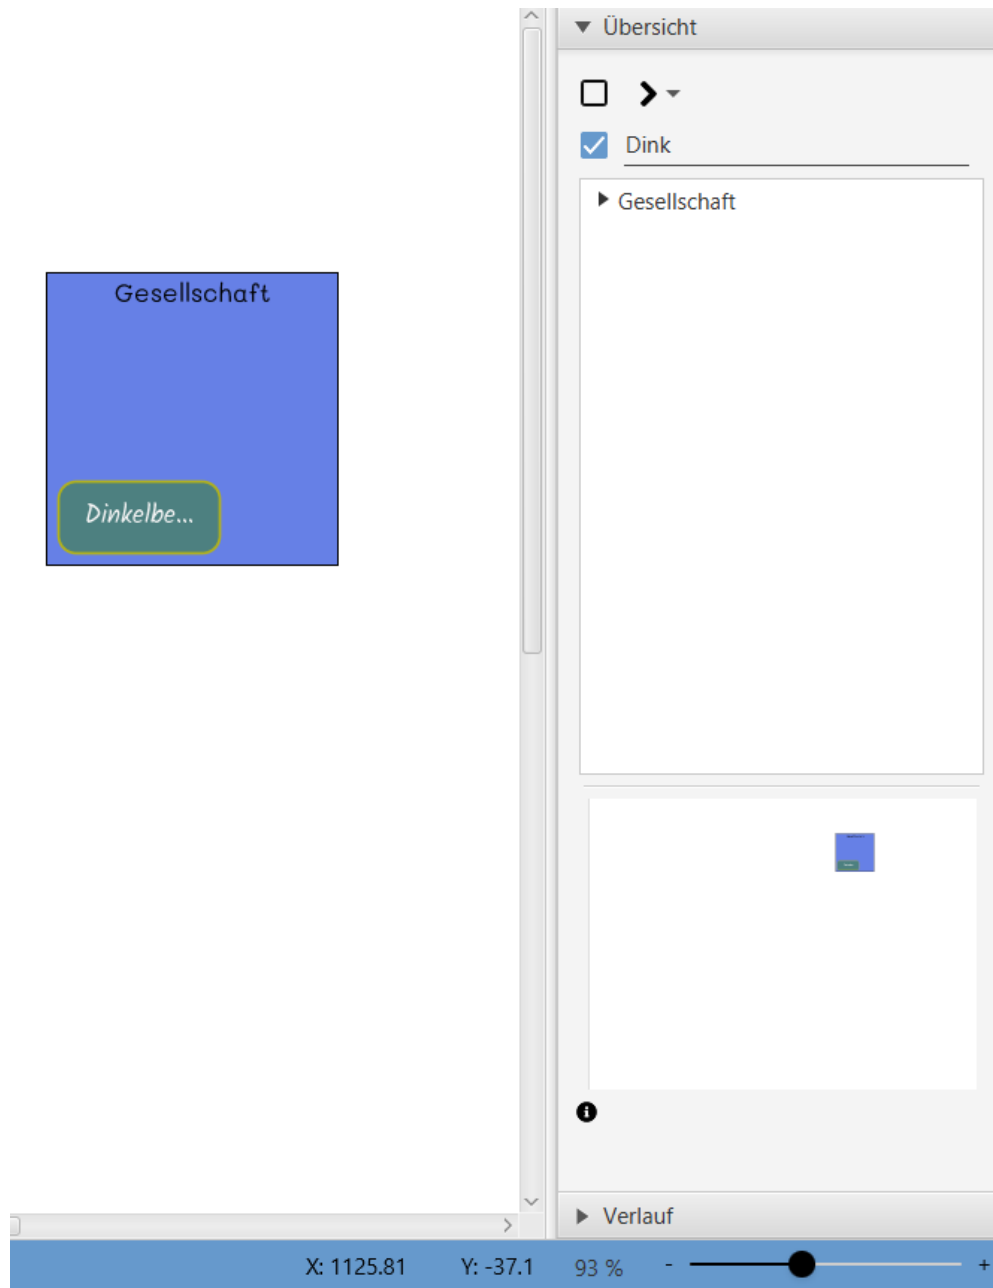 Übersicht
Dink
Gesellschaft
Gesellschaft
Dinkelbe...
Verlauf
X: 1125.81 Y: -37.1 93 % - +